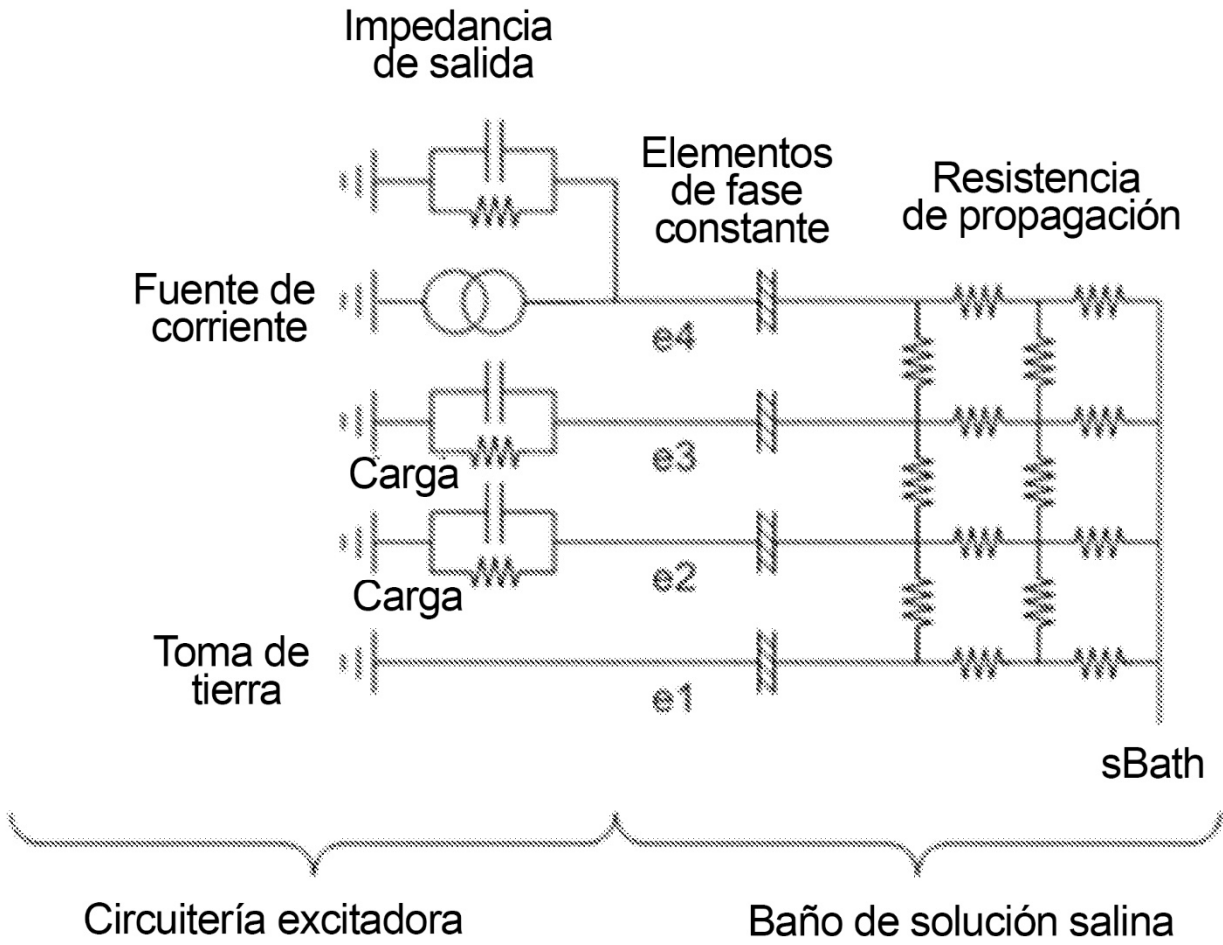 Impedancia
de salida
Elementos
de fase
constante
Resistencia
de propagación
Fuente de
corriente
e4
Carga
e3
Carga
e2
Toma de
tierra
e1
sBath
Circuitería excitadora
Baño de solución salina